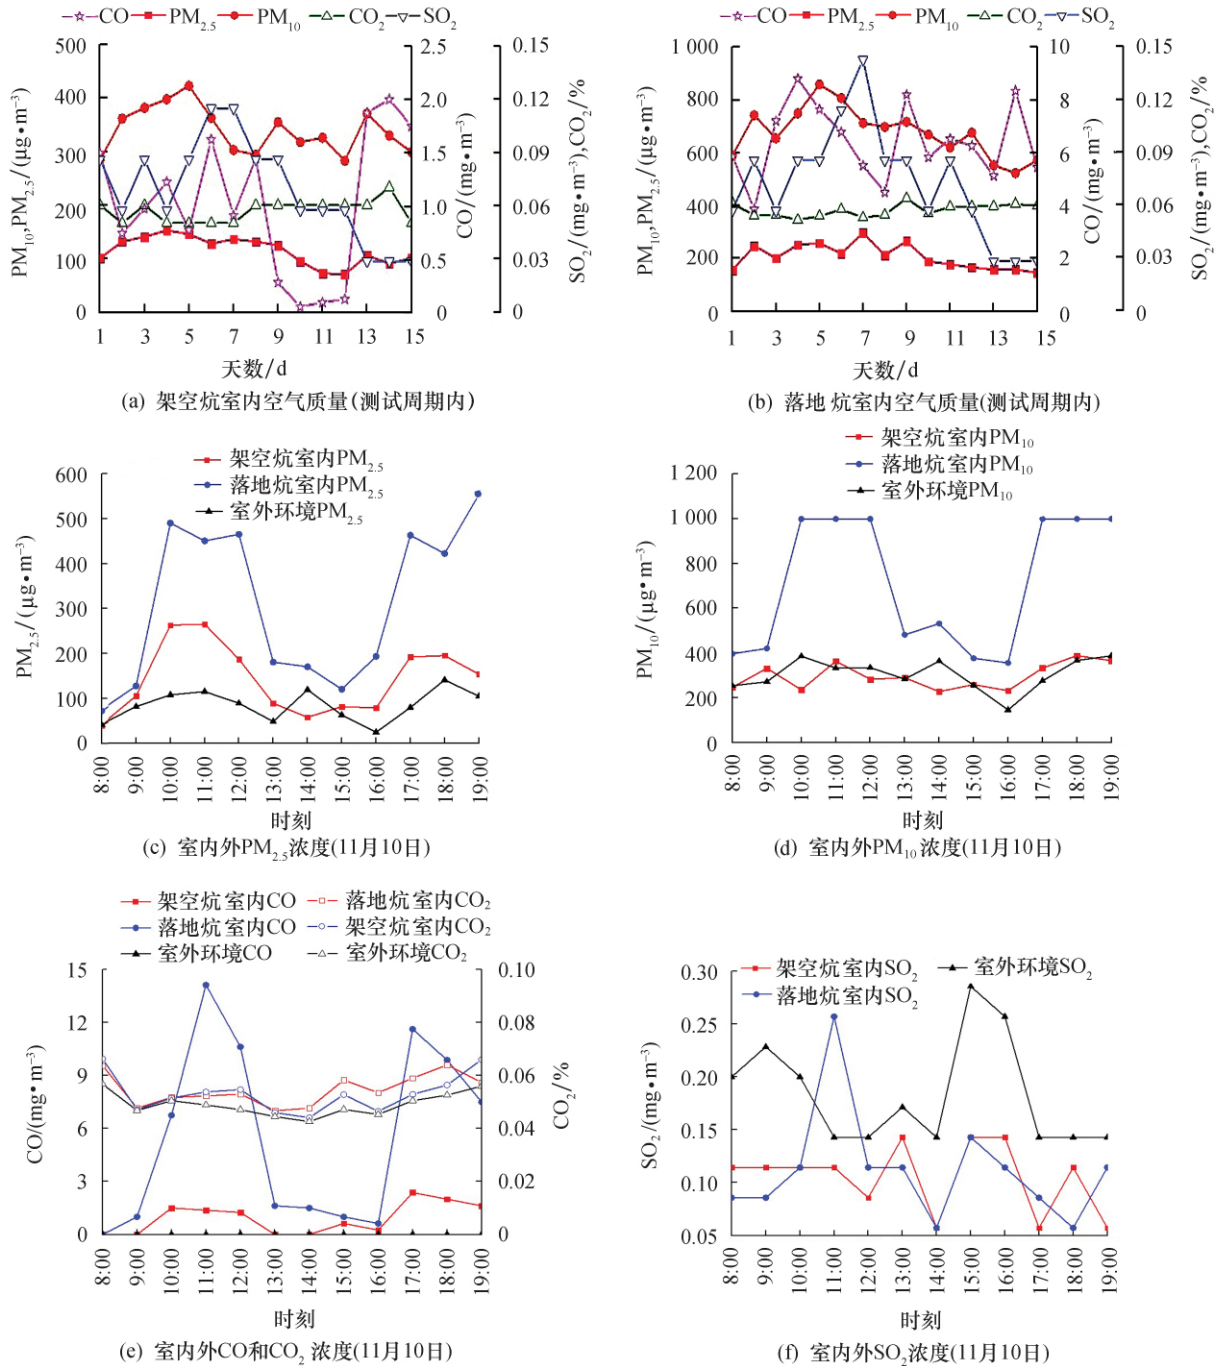 CO PM2.5 PM10 CO2 SO2
500 400 300 200 100 0
PM10,PM2.5/(μg•m−3)
2.5 2.0 1.5 1.0 0.5 0
CO/(mg•m−3)
0.15 0.12 0.09 0.06 0.03 0
SO2/(mg•m−3),CO2/%
1 3 5 7 9 11 13 15
天数/d
(a) 架空炕室内空气质量(测试周期内)
CO PM2.5 PM10 CO2 SO2
1 000 800 600 400 200 0
PM10,PM2.5/(μg•m−3)
10 8 6 4 2 0
CO/(mg•m−3)
0.15 0.12 0.09 0.06 0.03 0
SO2/(mg•m−3),CO2/%
1 3 5 7 9 11 13 15
天数/d
(b) 落地炕室内空气质量(测试周期内)
架空炕室内PM2.5
落地炕室内PM2.5
室外环境PM2.5
600 500 400 300 200 100 0
PM2.5/(μg•m−3)
8:00 9:00 10:00 11:00 12:00 13:00 14:00 15:00 16:00 17:00 18:00 19:00
时刻
(c) 室内外PM2.5浓度(11月10日)
架空炕室内PM10
落地炕室内PM10
室外环境PM10
1 200 1 000 800 600 400 200 0
PM10/(μg•m−3)
8:00 9:00 10:00 11:00 12:00 13:00 14:00 15:00 16:00 17:00 18:00 19:00
时刻
(d) 室内外PM10浓度(11月10日)
架空炕室内CO 落地炕室内CO2
落地炕室内CO 架空炕室内CO2
室外环境CO 室外环境CO2
15 12 9 6 3 0
CO/(mg•m−3)
0.10 0.08 0.06 0.04 0.02 0
CO2/%
8:00 9:00 10:00 11:00 12:00 13:00 14:00 15:00 16:00 17:00 18:00 19:00
时刻
(e) 室内外CO和CO2浓度(11月10日)
架空炕室内SO2 室外环境SO2
落地炕室内SO2
0.30 0.25 0.20 0.15 0.10 0.05
SO2/(mg•m−3)
8:00 9:00 10:00 11:00 12:00 13:00 14:00 15:00 16:00 17:00 18:00 19:00
时刻
(f) 室内外SO2浓度(11月10日)